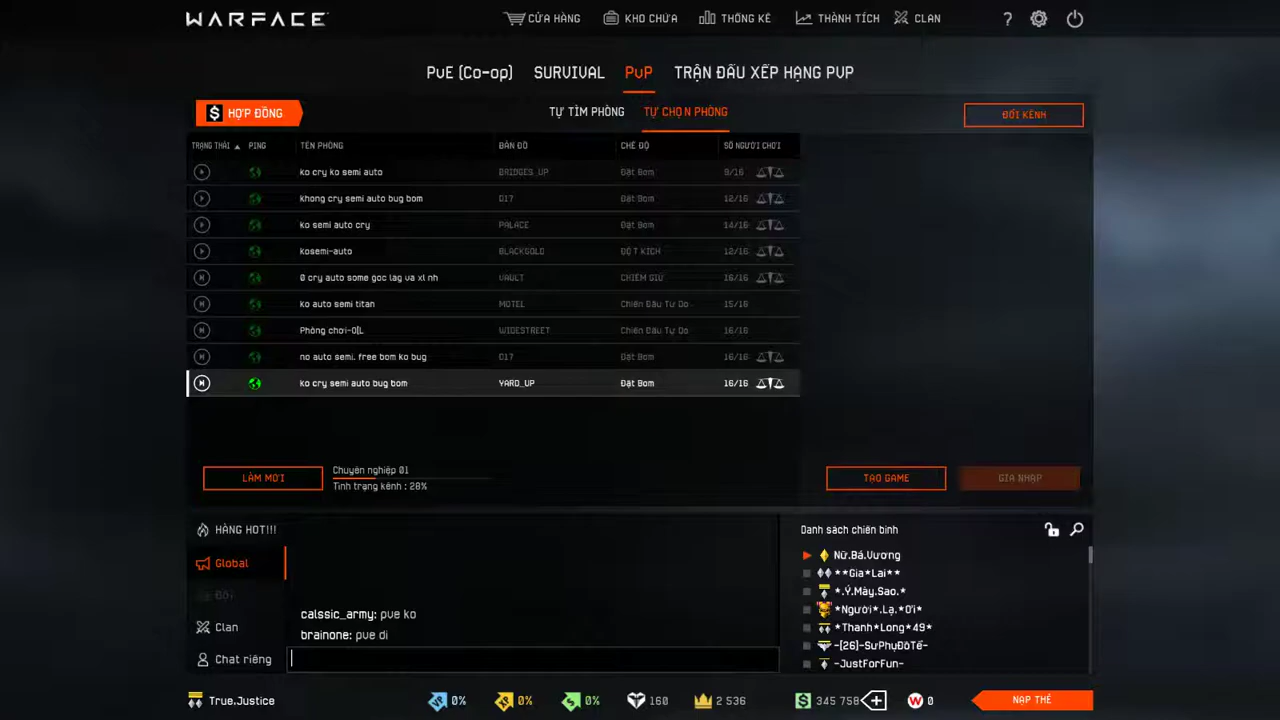 WARFACE
CỬA HÀNG KHO CHỨA THỐNG KÊ THÀNH TÍCH CLAN ?
PvE (Co-op) SURVIVAL PvP TRẬN ĐẤU XẾP HẠNG PVP
$ HỢP ĐỒNG TỰ TÌM PHÒNG TỰ CHỌN PHÒNG ĐỔI KÊNH
TRẠNG THÁI PING TÊN PHÒNG BẢN ĐỒ CHẾ ĐỘ SỐ NGƯỜI CHƠI
ko cry ko semi auto BRIDGES_UP Đặt Bom 9/16
khong cry semi auto bug bom D17 Đặt Bom 12/16
ko semi auto cry PALACE Đặt Bom 14/16
kosemi-auto BLACKGOLD ĐỘT KÍCH 12/16
0 cry auto some goc lag va xl nh VAULT CHIẾM GIỮ 16/16
ko auto semi titan MOTEL Chiến Đấu Tự Do 15/16
Phòng chơi-0|L WIDESTREET Chiến Đấu Tự Do 16/16
no auto semi. free bom ko bug D17 Đặt Bom 16/16
ko cry semi auto bug bom YARD_UP Đặt Bom 16/16
LÀM MỚI Chuyên nghiệp 01 TẠO GAME GIA NHẬP
Tình trạng kênh : 28%
HÀNG HOT!!! Danh sách chiến binh
Global
Đội
Clan
Chat riêng
calssic_army: pve ko
brainone: pve di
Nữ.Bá.Vương
**Gia*Lai**
*.Ý.Mày.Sao.*
*Người*.Lạ.*Ơi*
*Thanh*Long*49*
-[26]-SưPhụĐồTể-
-JustForFun-
True.Justice 0% 0% 0% 160 2 536 $ 345 758 W 0 NẠP THẺ